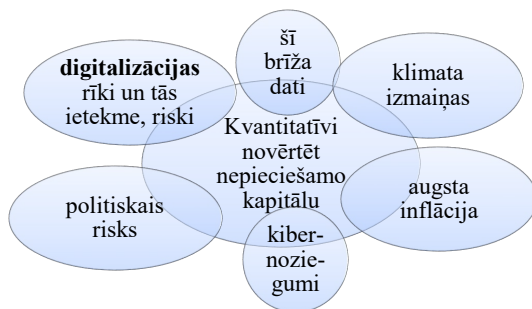 šī
brīža
dati
digitalizācijas
rīki un tās
ietekme, riski
klimata
izmaiņas
Kvantitatīvi
novērtēt
nepieciešamo
kapitālu
politiskais
risks
augsta
inflācija
kiber-
noziе-
gumi